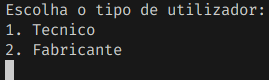 Escolha o tipo de utilizador:
1. Tecnico
2. Fabricante